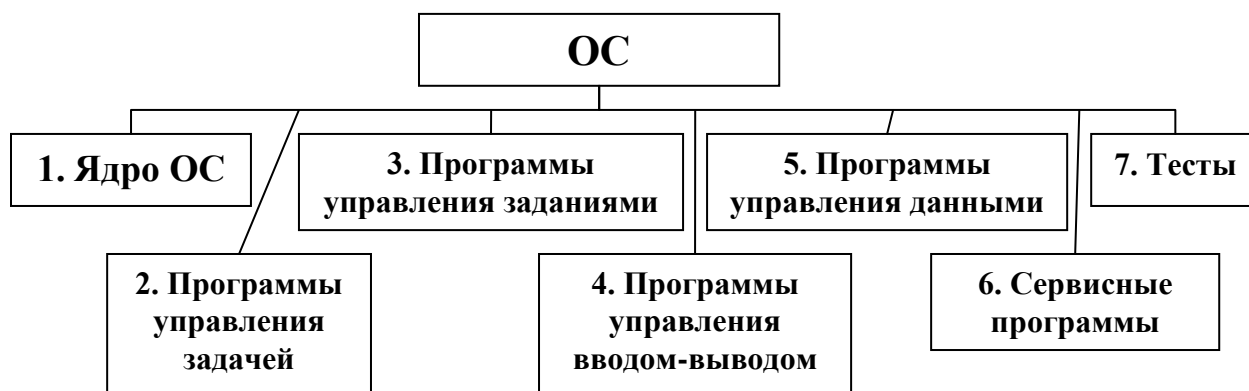 ОС
1. Ядро ОС
2. Программы
управления
задачей
3. Программы
управления заданиями
4. Программы
управления
вводом-выводом
5. Программы
управления данными
6. Сервисные
программы
7. Тесты